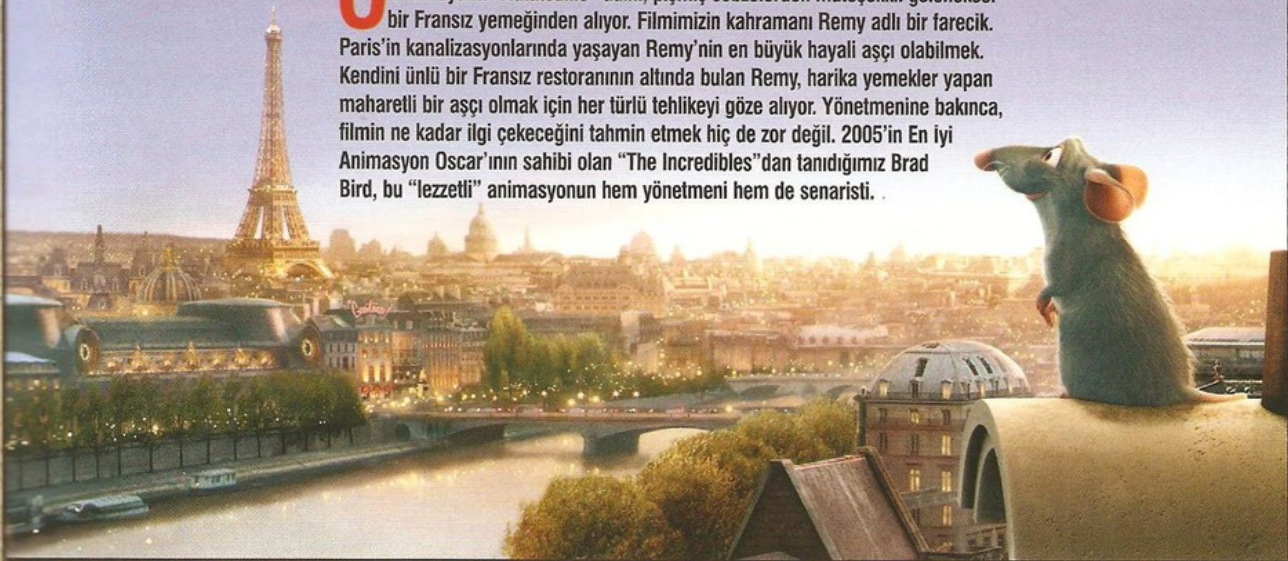 bir Fransız yemeğinden alıyor. Filmimizin kahramanı Remy adlı bir farecik.
Paris'in kanalizasyonlarında yaşayan Remy'nin en büyük hayali aşçı olabilmek.
Kendini ünlü bir Fransız restoranının altında bulan Remy, harika yemekler yapan
maharetli bir aşçı olmak için her türlü tehlikeyi göze alıyor. Yönetmenine bakınca,
filmin ne kadar ilgi çekeceğini tahmin etmek hiç de zor değil. 2005'in En İyi
Animasyon Oscar'ının sahibi olan “The Incredibles”dan tanıdığımız Brad
Bird, bu “lezzetli” animasyonun hem yönetmeni hem de senaristi.